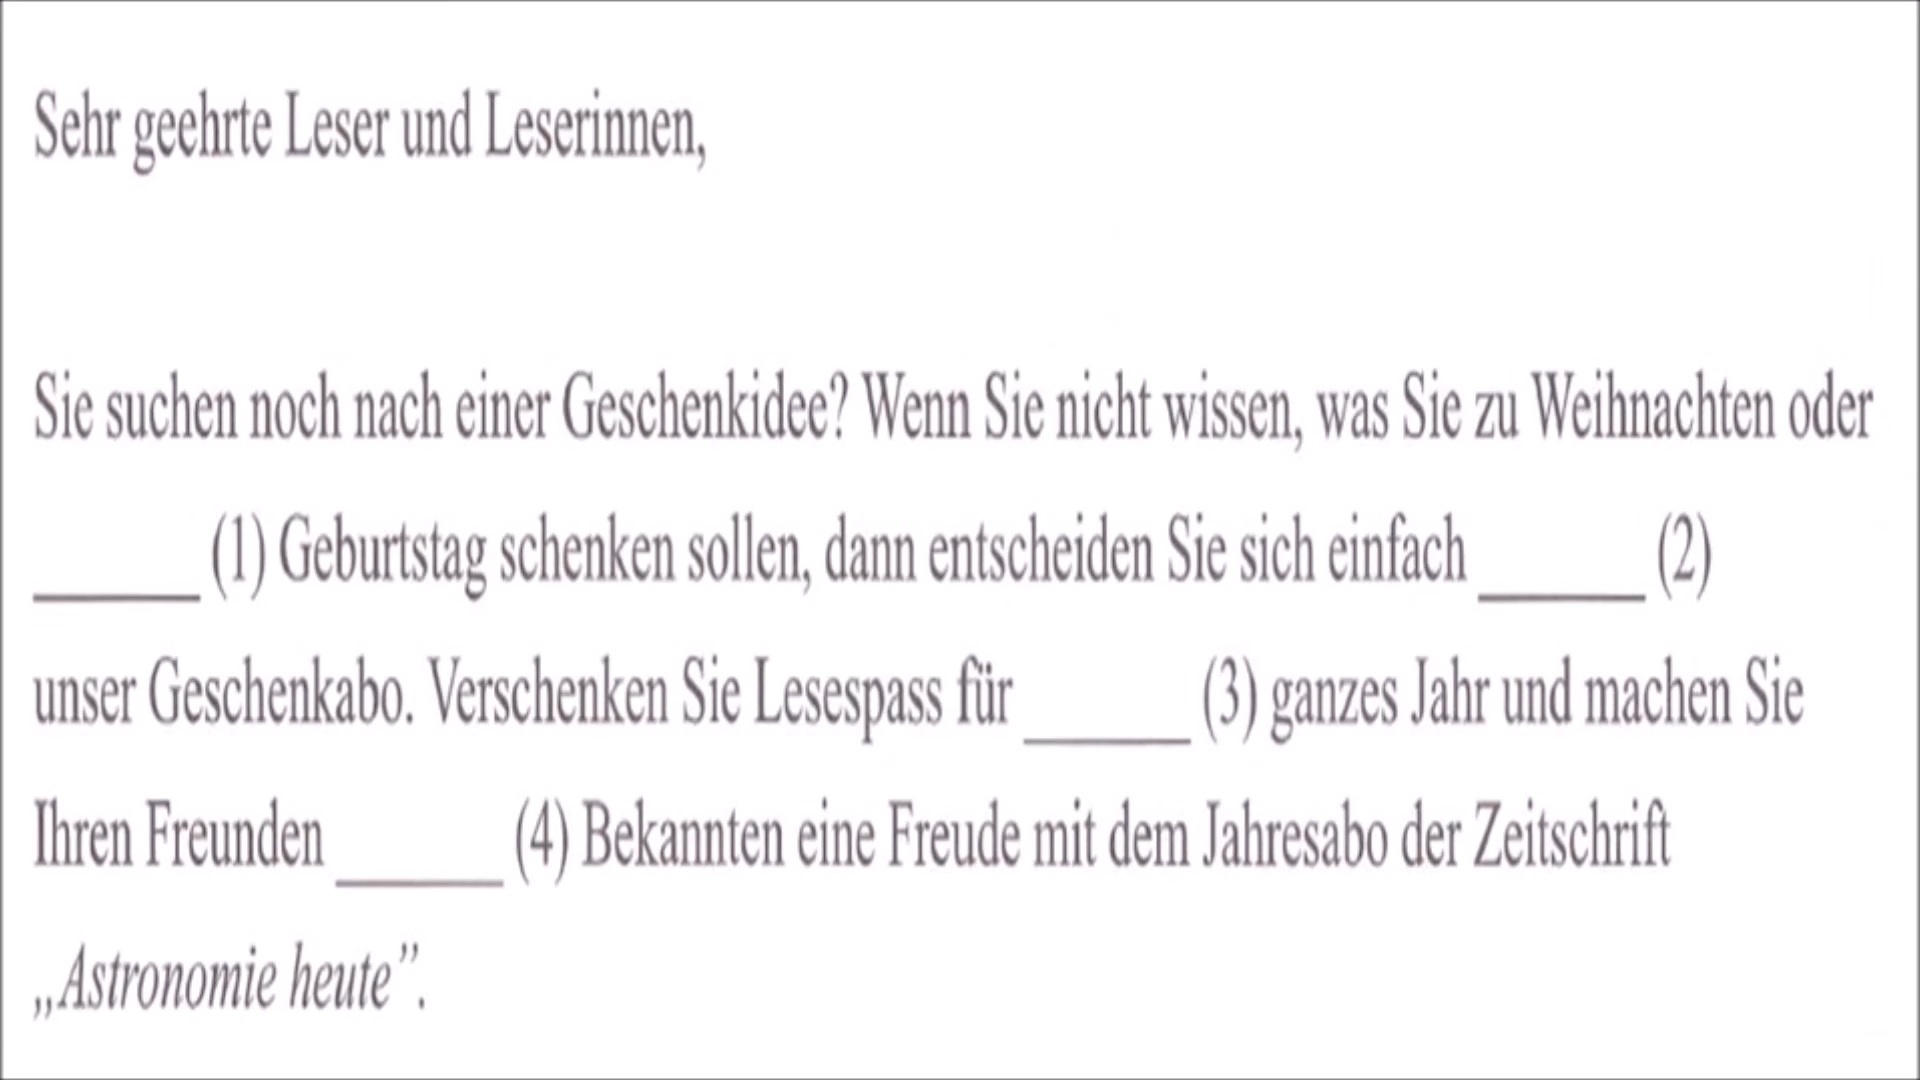 Sehr geehrte Leser und Leserinnen,
Sie suchen noch nach einer Geschenkidee? Wenn Sie nicht wissen, was Sie zu Weihnachten oder
______ (1) Geburtstag schenken sollen, dann entscheiden Sie sich einfach ______ (2)
unser Geschenkabo. Verschenken Sie Lesespass für ______ (3) ganzes Jahr und machen Sie
Ihren Freunden ______ (4) Bekannten eine Freude mit dem Jahresabo der Zeitschrift
„Astronomie heute”.